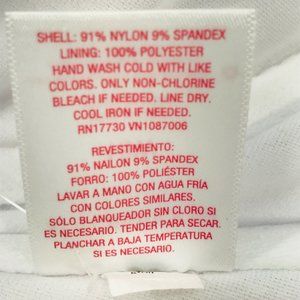 SHELL: 91% NYLON 9% SPANDEX
LINING: 100% POLYESTER
HAND WASH COLD WITH LIKE
COLORS. ONLY NON-CHLORINE
BLEACH IF NEEDED. LINE DRY.
COOL IRON IF NEEDED.
RN17730 VN1087006
REVESTIMIENTO:
91% NAILON 9% SPANDEX
FORRO: 100% POLIÉSTER
LAVAR A MANO CON AGUA FRÍA
CON COLORES SIMILARES.
SÓLO BLANQUEADOR SIN CLORO SI
ES NECESARIO. TENDER PARA SECAR.
PLANCHAR A BAJA TEMPERATURA
SI ES NECESARIO.